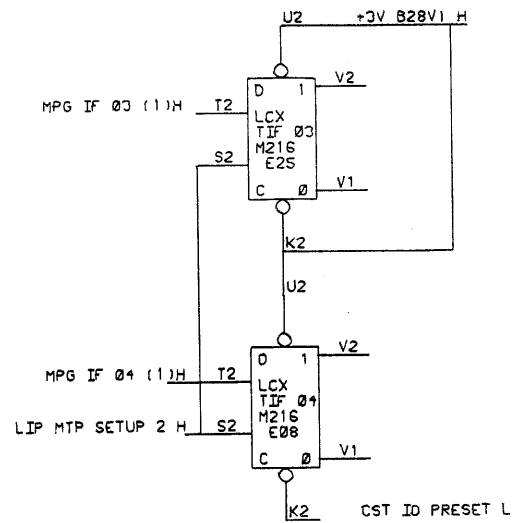 U2 +3V B28V1 H
V2
D 1
MPG IF 03 (1)H T2
LCX
TIF 03
M216
E25
S2
V1
C 0
K2
U2
V2
D 1
MPG IF 04 (1)H T2
LCX
TIF 04
M216
E08
LIP MTP SETUP 2 H S2
V1
C 0
K2 CST IO PRESET L